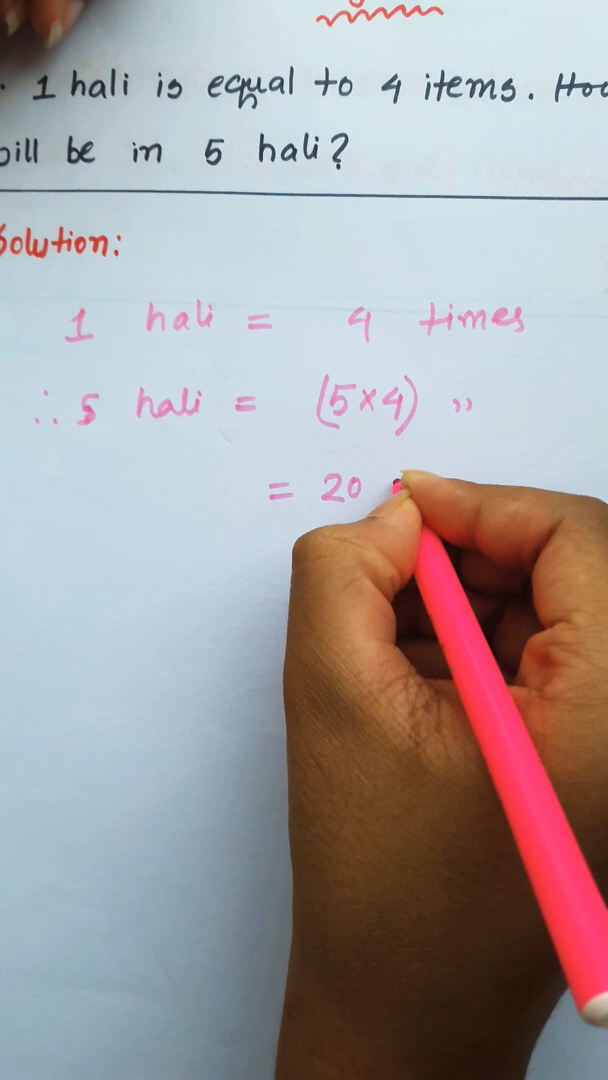 1 hali is equal to 4 items.
be in 5 hali?
Solution:
1 hali = 4 times
∴ 5 hali = (5×4) ,,
= 20